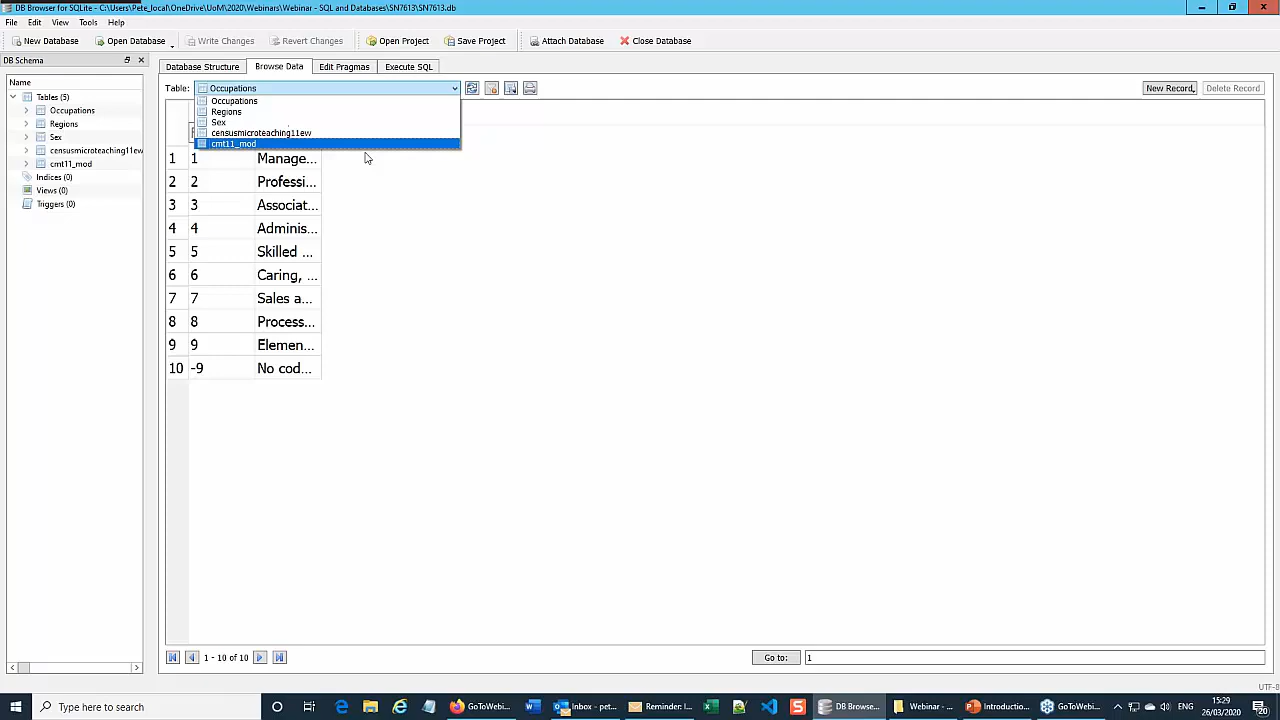 DB Browser for SQLite - C:\Users\Pete_local\OneDrive\UoM\2020\Webinars\Webinar - SQL and Databases\SN7613\SN7613.db
File Edit View Tools Help
New Database Open Database Write Changes Revert Changes Open Project Save Project Attach Database Close Database
DB Schema
Name
Tables (5)
Occupations
Regions
Sex
censusmicroteaching11ew
cmt11_mod
Indices (0)
Views (0)
Triggers (0)
Database Structure Browse Data Edit Pragmas Execute SQL
Table: Occupations
New Record Delete Record
Occupations
Regions
Sex
censusmicroteaching11ew
cmt11_mod
1 1 Manage...
2 2 Professi...
3 3 Associat...
4 4 Adminis...
5 5 Skilled ...
6 6 Caring, ...
7 7 Sales a...
8 8 Process...
9 9 Elemen...
10 -9 No cod...
1 - 10 of 10
Go to: 1
UTF-8
Type here to search
GoToWebi...
Inbox - pet...
Reminder: I...
DB Browse...
Webinar - ...
Introductio...
GoToWebi...
ENG
15:29
26/03/2020